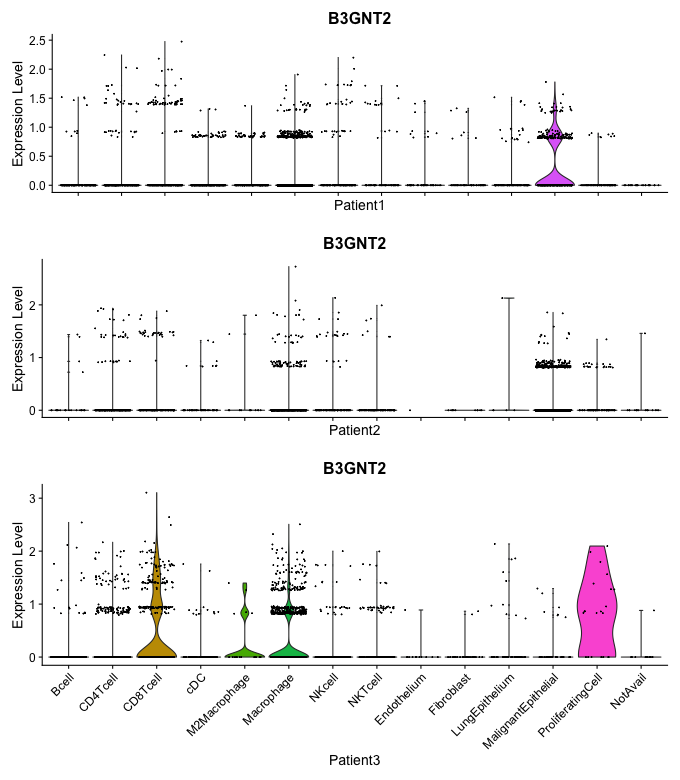 B3GNT2
Expression Level
2.5
2.0
1.5
1.0
0.5
0.0
Patient1
B3GNT2
Expression Level
2
1
0
Patient2
B3GNT2
Expression Level
3
2
1
0
Bcell
CD4Tcell
CD8Tcell
cDC
M2Macrophage
Macrophage
NKcell
NKTcell
Endothelium
Fibroblast
LungEpithelium
MalignantEpithelial
ProliferatingCell
NotAvail
Patient3